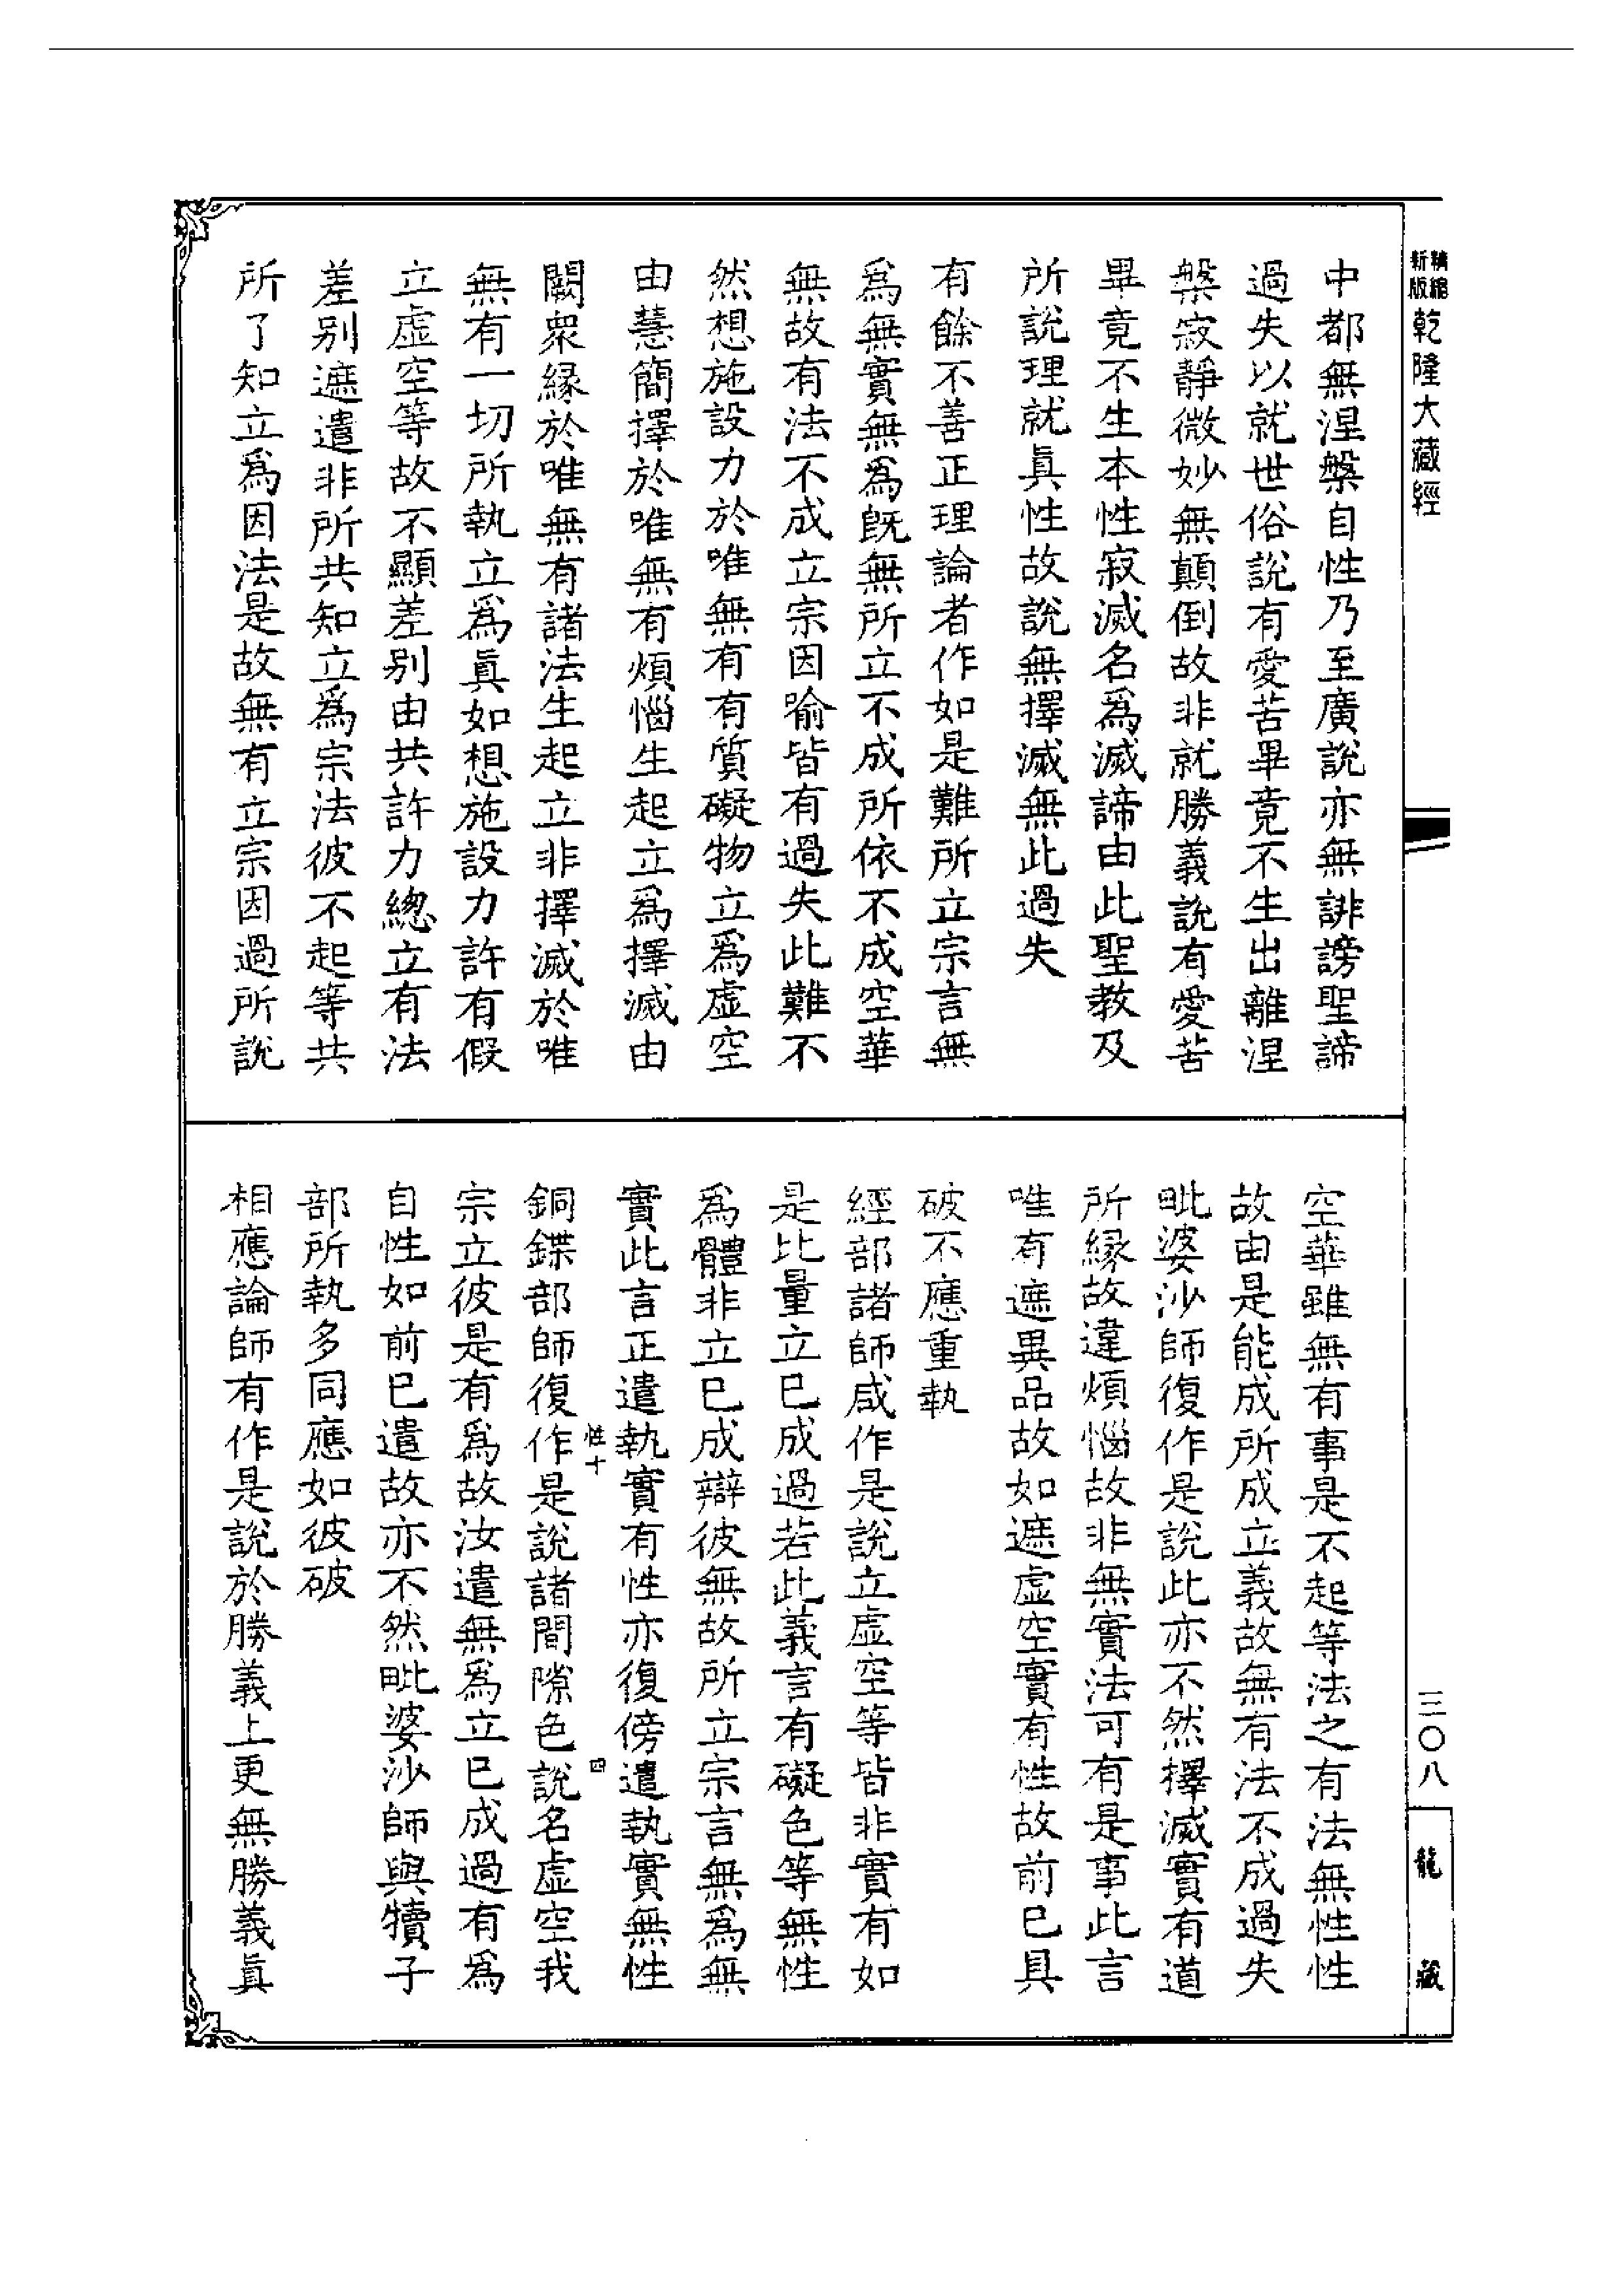 精縮新版乾隆大藏經
中都無涅槃自性乃至廣說亦無誹謗聖諦
過失以就世俗說有愛苦畢竟不生出離涅
槃寂靜微妙無顛倒故非就勝義說有愛苦
畢竟不生本性寂滅名爲滅諦由此聖教及
所說理就眞性故說無擇滅無此過失
有餘不善正理論者作如是難所立宗言無
爲無實無爲旣無所立不成所依不成空華
無故有法不成立宗因喻皆有過失此難不
然想施設力於唯無有有質礙物立爲虛空
由慧簡擇於唯無有煩惱生起立爲擇滅由
闕衆緣於唯無有諸法生起立非擇滅於唯
無有一切所執立爲眞如想施設力許有假
立虛空等故不顯差别由共許力總立有法
差别遮遣非所共知立爲宗法彼不起等共
所了知立爲因法是故無有立宗因過所說
空華雖無有事是不起等法之有法無性性
故由是能成所成立義故無有法不成過失
毗婆沙師復作是說此亦不然擇滅實有道
所緣故違煩惱故非無實法可有是事此言
唯有遮異品故如遮虛空實有性故前已具
破不應重執
經部諸師咸作是說立虛空等皆非實有如
是比量立已成過若此義言有礙色等無性
爲體非立已成辯彼無故所立宗言無爲無
實此言正遣執實有性亦復傍遣執實無性
性十
四
銅鍱部師復作是說諸間隙色說名虛空我
宗立彼是有爲故汝遣無爲立已成過有爲
自性如前已遣故亦不然毗婆沙師與犢子
部所執多同應如彼破
相應論師有作是說於勝義上更無勝義眞
三〇八
龍藏